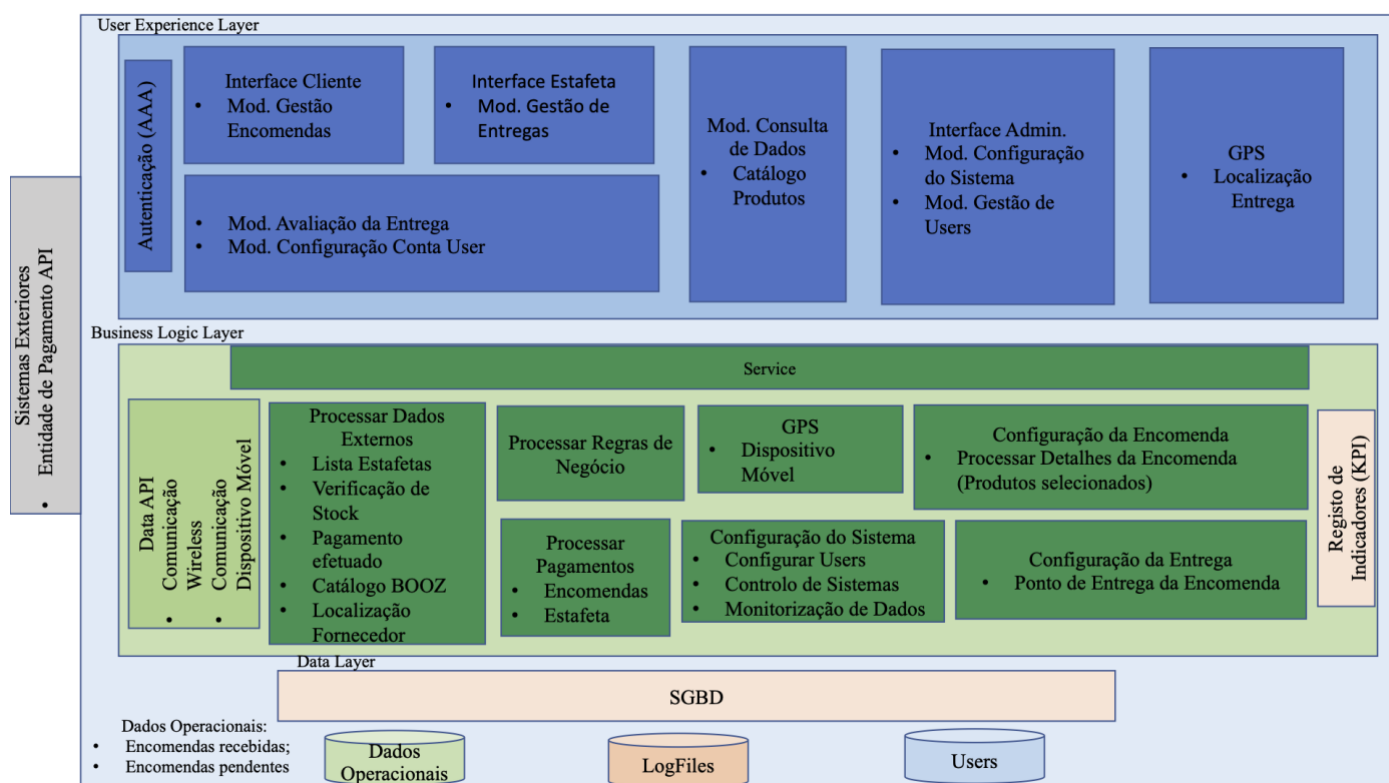 User Experience Layer
Autenticação (AAA)
Interface Cliente
• Mod. Gestão
Encomendas
Interface Estafeta
• Mod. Gestão de
Entregas
• Mod. Avaliação da Entrega
• Mod. Configuração Conta User
Mod. Consulta
de Dados
• Catálogo
Produtos
Interface Admin.
• Mod. Configuração
do Sistema
• Mod. Gestão de
Users
GPS
• Localização
Entrega
Sistemas Exteriores
• Entidade de Pagamento API
Business Logic Layer
Service
Data API
• Comunicação
Wireless
• Comunicação
Dispositivo Móvel
Processar Dados
Externos
• Lista Estafetas
• Verificação de
Stock
• Pagamento
efetuado
• Catálogo BOOZ
• Localização
Fornecedor
Processar Regras de
Negócio
GPS
• Dispositivo
Móvel
Configuração da Encomenda
• Processar Detalhes da Encomenda
(Produtos selecionados)
Processar
Pagamentos
• Encomendas
• Estafeta
Configuração do Sistema
• Configurar Users
• Controlo de Sistemas
• Monitorização de Dados
Configuração da Entrega
• Ponto de Entrega da Encomenda
Registo de
Indicadores (KPI)
Data Layer
SGBD
Dados Operacionais:
• Encomendas recebidas;
• Encomendas pendentes
Dados
Operacionais
LogFiles
Users